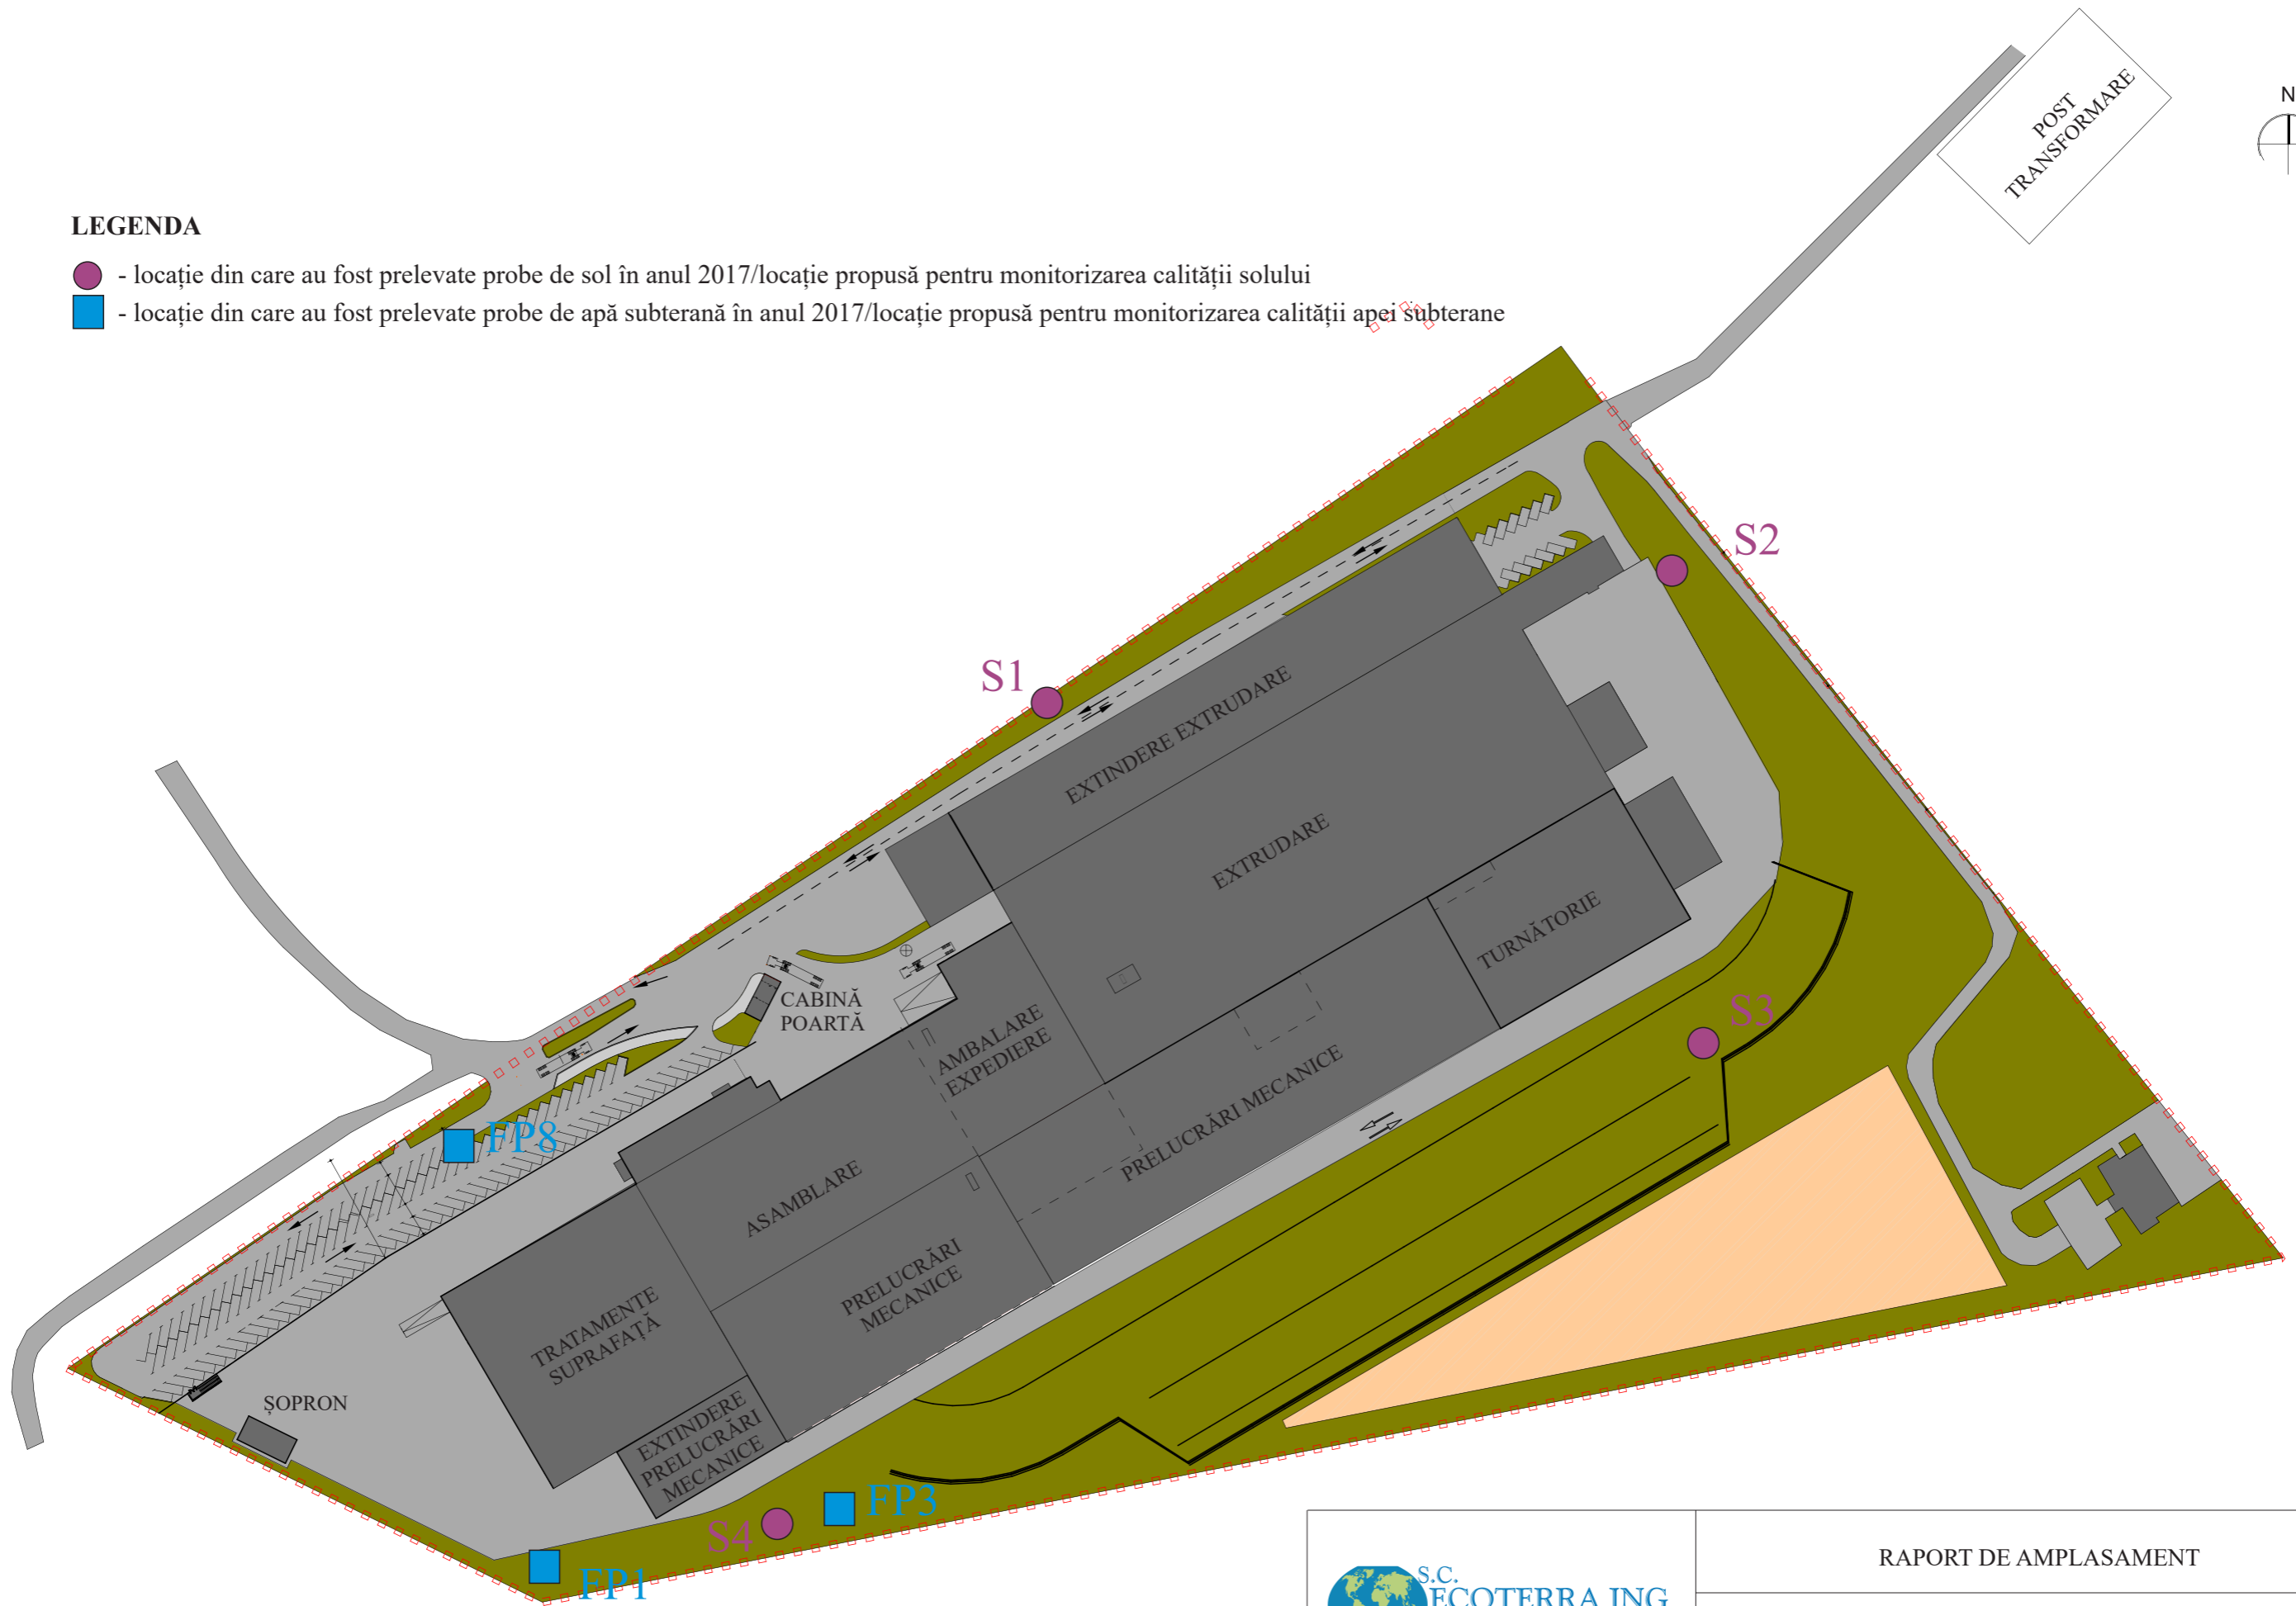 POST
TRANSFORMARE
N
LEGENDA
- locație din care au fost prelevate probe de sol în anul 2017/locație propusă pentru monitorizarea calității solului
- locație din care au fost prelevate probe de apă subterană în anul 2017/locație propusă pentru monitorizarea calității apei subterane
S2
S1
EXTINDERE EXTRUDARE
EXTRUDARE
TURNĂTORIE
CABINĂ
POARTĂ
S3
AMBALARE
EXPEDIERE
PRELUCRĂRI MECANICE
FP8
ASAMBLARE
PRELUCRĂRI
MECANICE
TRATAMENTE
SUPRAFAȚĂ
ȘOPRON
EXTINDERE
PRELUCRĂRI
MECANICE
FP3
S4
FP1
S.C.
ECOTERRA ING
RAPORT DE AMPLASAMENT